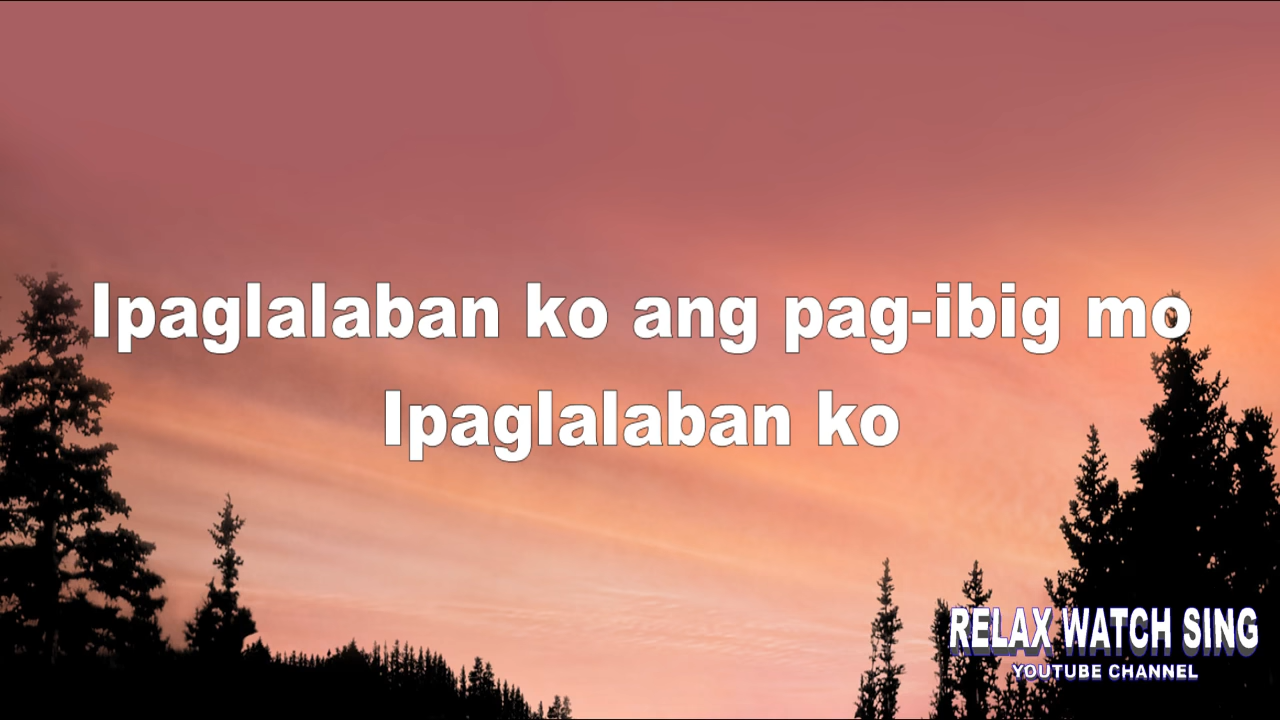 Ipaglalaban ko ang pag-ibig mo
Ipaglalaban ko
RELAX WATCH SING
YOUTUBE CHANNEL